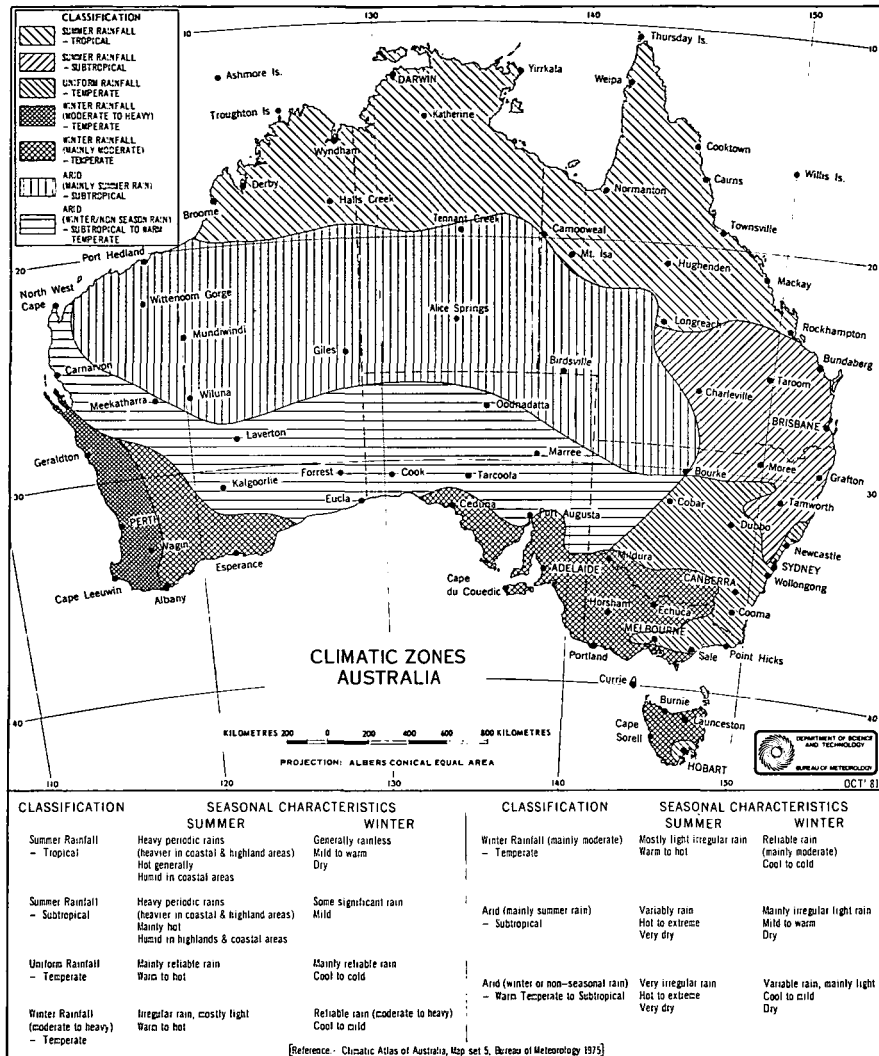 CLASSIFICATION
SUMMER RAINFALL
– TROPICAL
SUMMER RAINFALL
– SUBTROPICAL
UNIFORM RAINFALL
– TEMPERATE
WINTER RAINFALL
(MODERATE TO HEAVY)
– TEMPERATE
WINTER RAINFALL
(MAINLY MODERATE)
– TEMPERATE
ARID
(MAINLY SUMMER RAIN)
– SUBTROPICAL
ARID
(WINTER/NON SEASON RAIN)
– SUBTROPICAL TO WARM
TEMPERATE
130
140
150
10
10
Thursday Is.
Ashmore Is.
DARWIN
Yirrkala
Weipa
Troughton Is
Katherine
Wyndham
Cooktown
Derby
Cairns
Willis Is.
Broome
Halls Creek
Normanton
Tennant Creek
Camooweal
Townsville
Port Hedland
Mt. Isa
20
20
Hughenden
Mackay
North West
Cape
Wittenoom Gorge
Alice Springs
Longreach
Rockhampton
Mundiwindi
Giles
Birdsville
Bundaberg
Carnarvon
Taroom
Charleville
Meekatharra
Wiluna
Oodnadatta
BRISBANE
Laverton
Marree
Geraldton
Forrest
Cook
Tarcoola
Bourke
Moree
Grafton
Kalgoorlie
30
30
Eucla
Ceduna
Port Augusta
Cobar
Tamworth
PERTH
Dubbo
Wagin
Newcastle
Esperance
Mildura
SYDNEY
ADELAIDE
CANBERRA
Wollongong
Cape Leeuwin
Albany
Cape
du Couedic
Horsham
Echuca
Cooma
MELBOURNE
Portland
Sale
Point Hicks
CLIMATIC ZONES
AUSTRALIA
Currie
40
40
Burnie
Launceston
Cape
Sorell
HOBART
KILOMETRES 200 0 200 400 600 800 KILOMETRES
PROJECTION: ALBERS CONICAL EQUAL AREA
DEPARTMENT OF SCIENCE
AND TECHNOLOGY
BUREAU OF METEOROLOGY
OCT' 81
110
120
130
140
150
CLASSIFICATION SEASONAL CHARACTERISTICS
SUMMER WINTER
Summer Rainfall Heavy periodic rains Generally rainless
– Tropical (heavier in coastal & highland areas) Mild to warm
Hot generally Dry
Humid in coastal areas
Summer Rainfall Heavy periodic rains Some significant rain
– Subtropical (heavier in coastal & highland areas) Mild
Mainly hot
Humid in highlands & coastal areas
Uniform Rainfall Mainly reliable rain Mainly reliable rain
– Temperate Warm to hot Cool to cold
Winter Rainfall Irregular rain, mostly light Reliable rain (moderate to heavy)
(moderate to heavy) Warm to hot Cool to mild
– Temperate
CLASSIFICATION SEASONAL CHARACTERISTICS
SUMMER WINTER
Winter Rainfall (mainly moderate) Mostly light irregular rain Reliable rain
– Temperate Warm to hot (mainly moderate)
Cool to cold
Arid (mainly summer rain) Variably rain Mainly irregular light rain
– Subtropical Hot to extreme Mild to warm
Very dry Dry
Arid (winter or non-seasonal rain) Very irregular rain Variable rain, mainly light
– Warm Temperate to Subtropical Hot to extreme Cool to mild
Very dry Dry
[Reference.- Climatic Atlas of Australia, Map set 5, Bureau of Meteorology 1975]